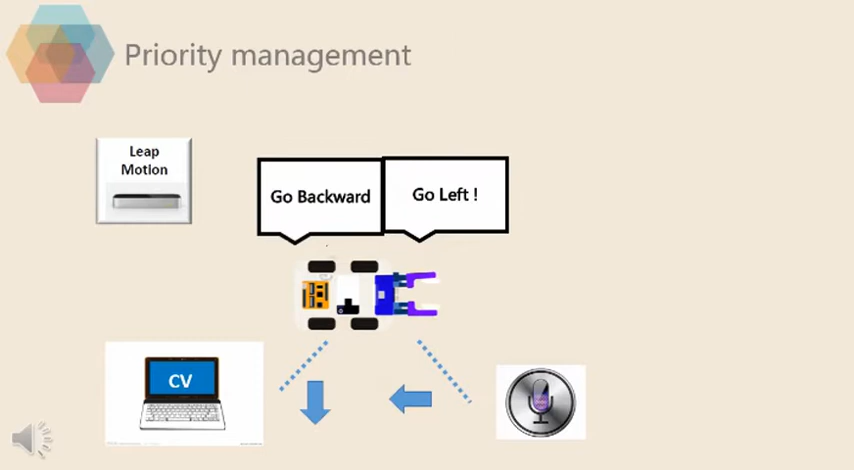 Priority management
Leap
Motion
Go Backward
Go Left !
CV